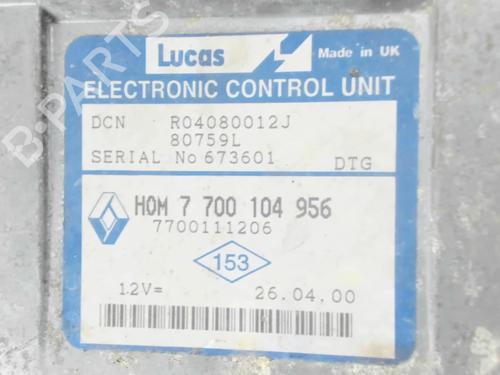 Lucas
Made in UK
ELECTRONIC CONTROL UNIT
DCN R04080012J
80759L
SERIAL No 673601 DTG
HOM 7 700 104 956
7700111206
153
12V= 26.04.00
B-PARTS